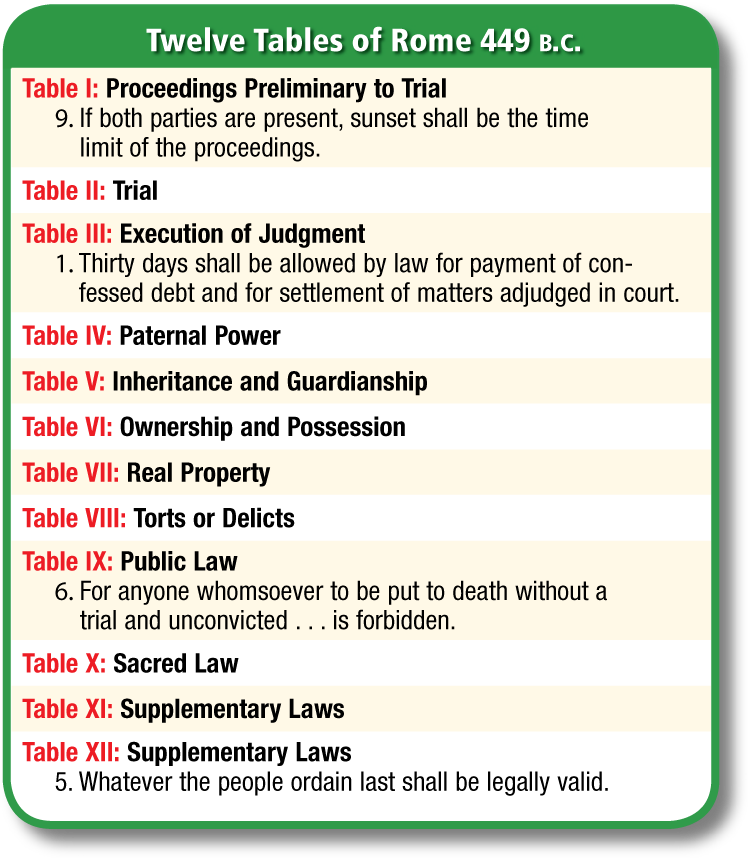 Twelve Tables of Rome 449 B.C.
Table I: Proceedings Preliminary to Trial
9. If both parties are present, sunset shall be the time
limit of the proceedings.
Table II: Trial
Table III: Execution of Judgment
1. Thirty days shall be allowed by law for payment of con-
fessed debt and for settlement of matters adjudged in court.
Table IV: Paternal Power
Table V: Inheritance and Guardianship
Table VI: Ownership and Possession
Table VII: Real Property
Table VIII: Torts or Delicts
Table IX: Public Law
6. For anyone whomsoever to be put to death without a
trial and unconvicted . . . is forbidden.
Table X: Sacred Law
Table XI: Supplementary Laws
Table XII: Supplementary Laws
5. Whatever the people ordain last shall be legally valid.